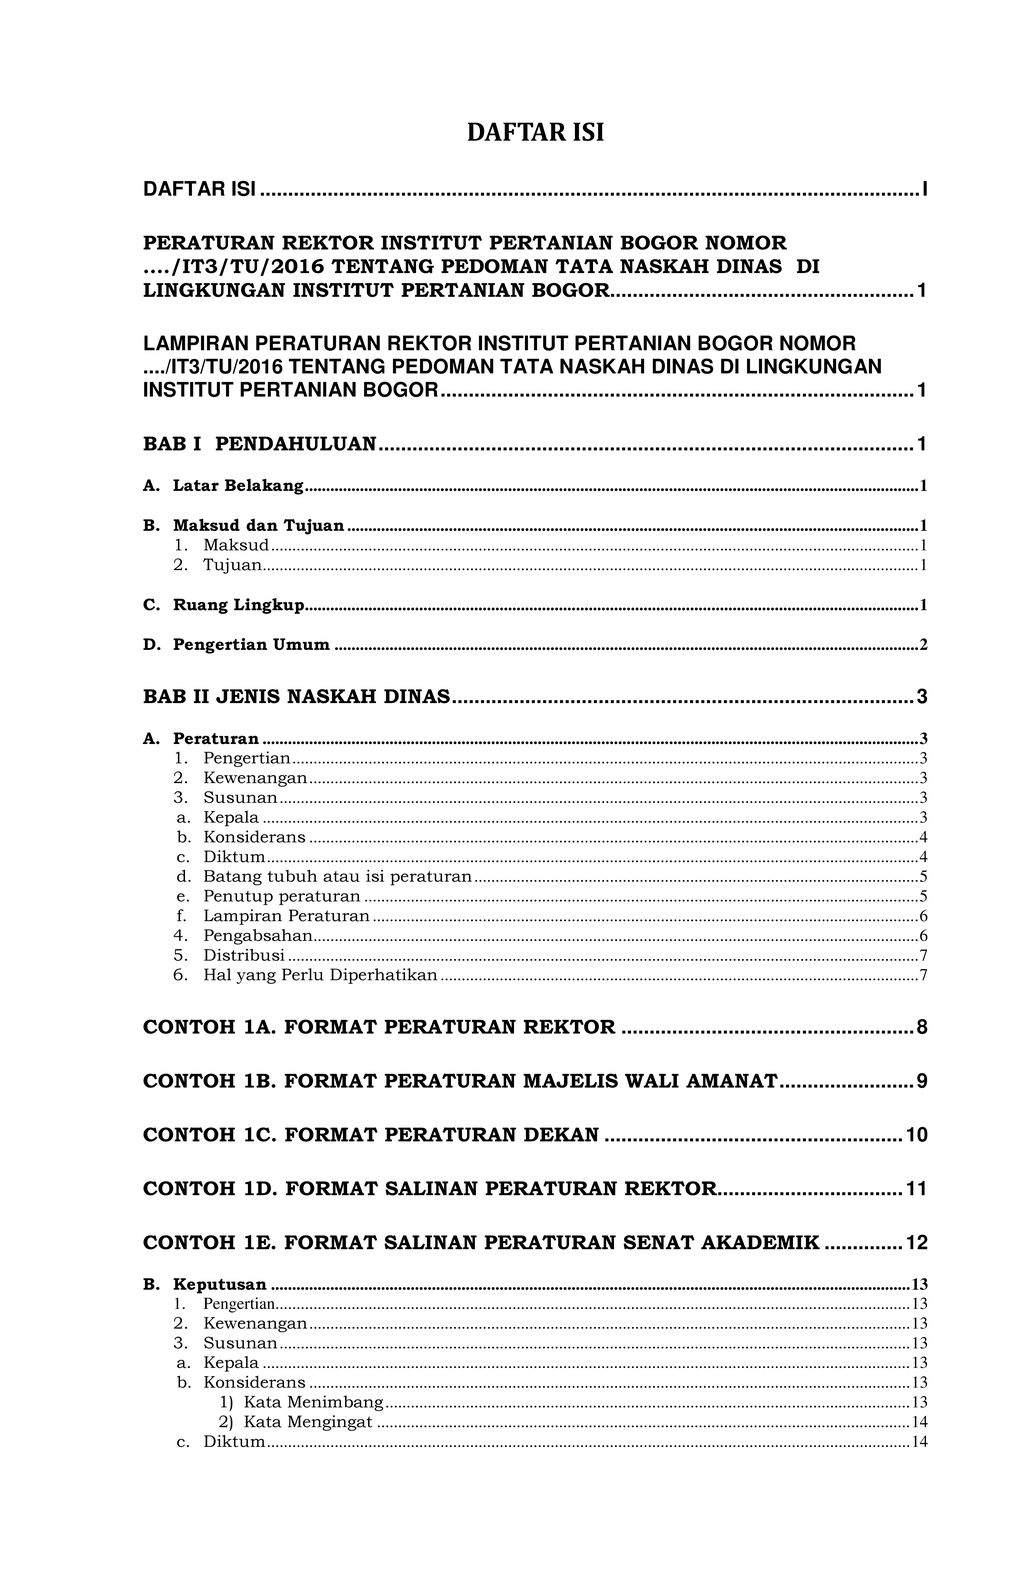 DAFTAR ISI
DAFTAR ISI ..................................................................................................................... I
PERATURAN REKTOR INSTITUT PERTANIAN BOGOR NOMOR
..../IT3/TU/2016 TENTANG PEDOMAN TATA NASKAH DINAS DI
LINGKUNGAN INSTITUT PERTANIAN BOGOR...................................................... 1
LAMPIRAN PERATURAN REKTOR INSTITUT PERTANIAN BOGOR NOMOR
..../IT3/TU/2016 TENTANG PEDOMAN TATA NASKAH DINAS DI LINGKUNGAN
INSTITUT PERTANIAN BOGOR.................................................................................... 1
BAB I PENDAHULUAN............................................................................................... 1
A. Latar Belakang.................................................................................................1
B. Maksud dan Tujuan .......................................................................................1
1. Maksud.........................................................................................................1
2. Tujuan..........................................................................................................1
C. Ruang Lingkup.................................................................................................1
D. Pengertian Umum ..........................................................................................2
BAB II JENIS NASKAH DINAS.................................................................................. 3
A. Peraturan .........................................................................................................3
1. Pengertian.....................................................................................................3
2. Kewenangan..................................................................................................3
3. Susunan........................................................................................................3
a. Kepala ...........................................................................................................3
b. Konsiderans ..................................................................................................4
c. Diktum..........................................................................................................4
d. Batang tubuh atau isi peraturan ..................................................................5
e. Penutup peraturan .......................................................................................5
f. Lampiran Peraturan .....................................................................................6
4. Pengabsahan.................................................................................................6
5. Distribusi ......................................................................................................7
6. Hal yang Perlu Diperhatikan ........................................................................7
CONTOH 1A. FORMAT PERATURAN REKTOR .................................................... 8
CONTOH 1B. FORMAT PERATURAN MAJELIS WALI AMANAT........................ 9
CONTOH 1C. FORMAT PERATURAN DEKAN ..................................................... 10
CONTOH 1D. FORMAT SALINAN PERATURAN REKTOR................................. 11
CONTOH 1E. FORMAT SALINAN PERATURAN SENAT AKADEMIK .............. 12
B. Keputusan .......................................................................................................13
1. Pengertian.....................................................................................................13
2. Kewenangan..................................................................................................13
3. Susunan........................................................................................................13
a. Kepala ...........................................................................................................13
b. Konsiderans ..................................................................................................13
1) Kata Menimbang.......................................................................................13
2) Kata Mengingat .........................................................................................14
c. Diktum..........................................................................................................14